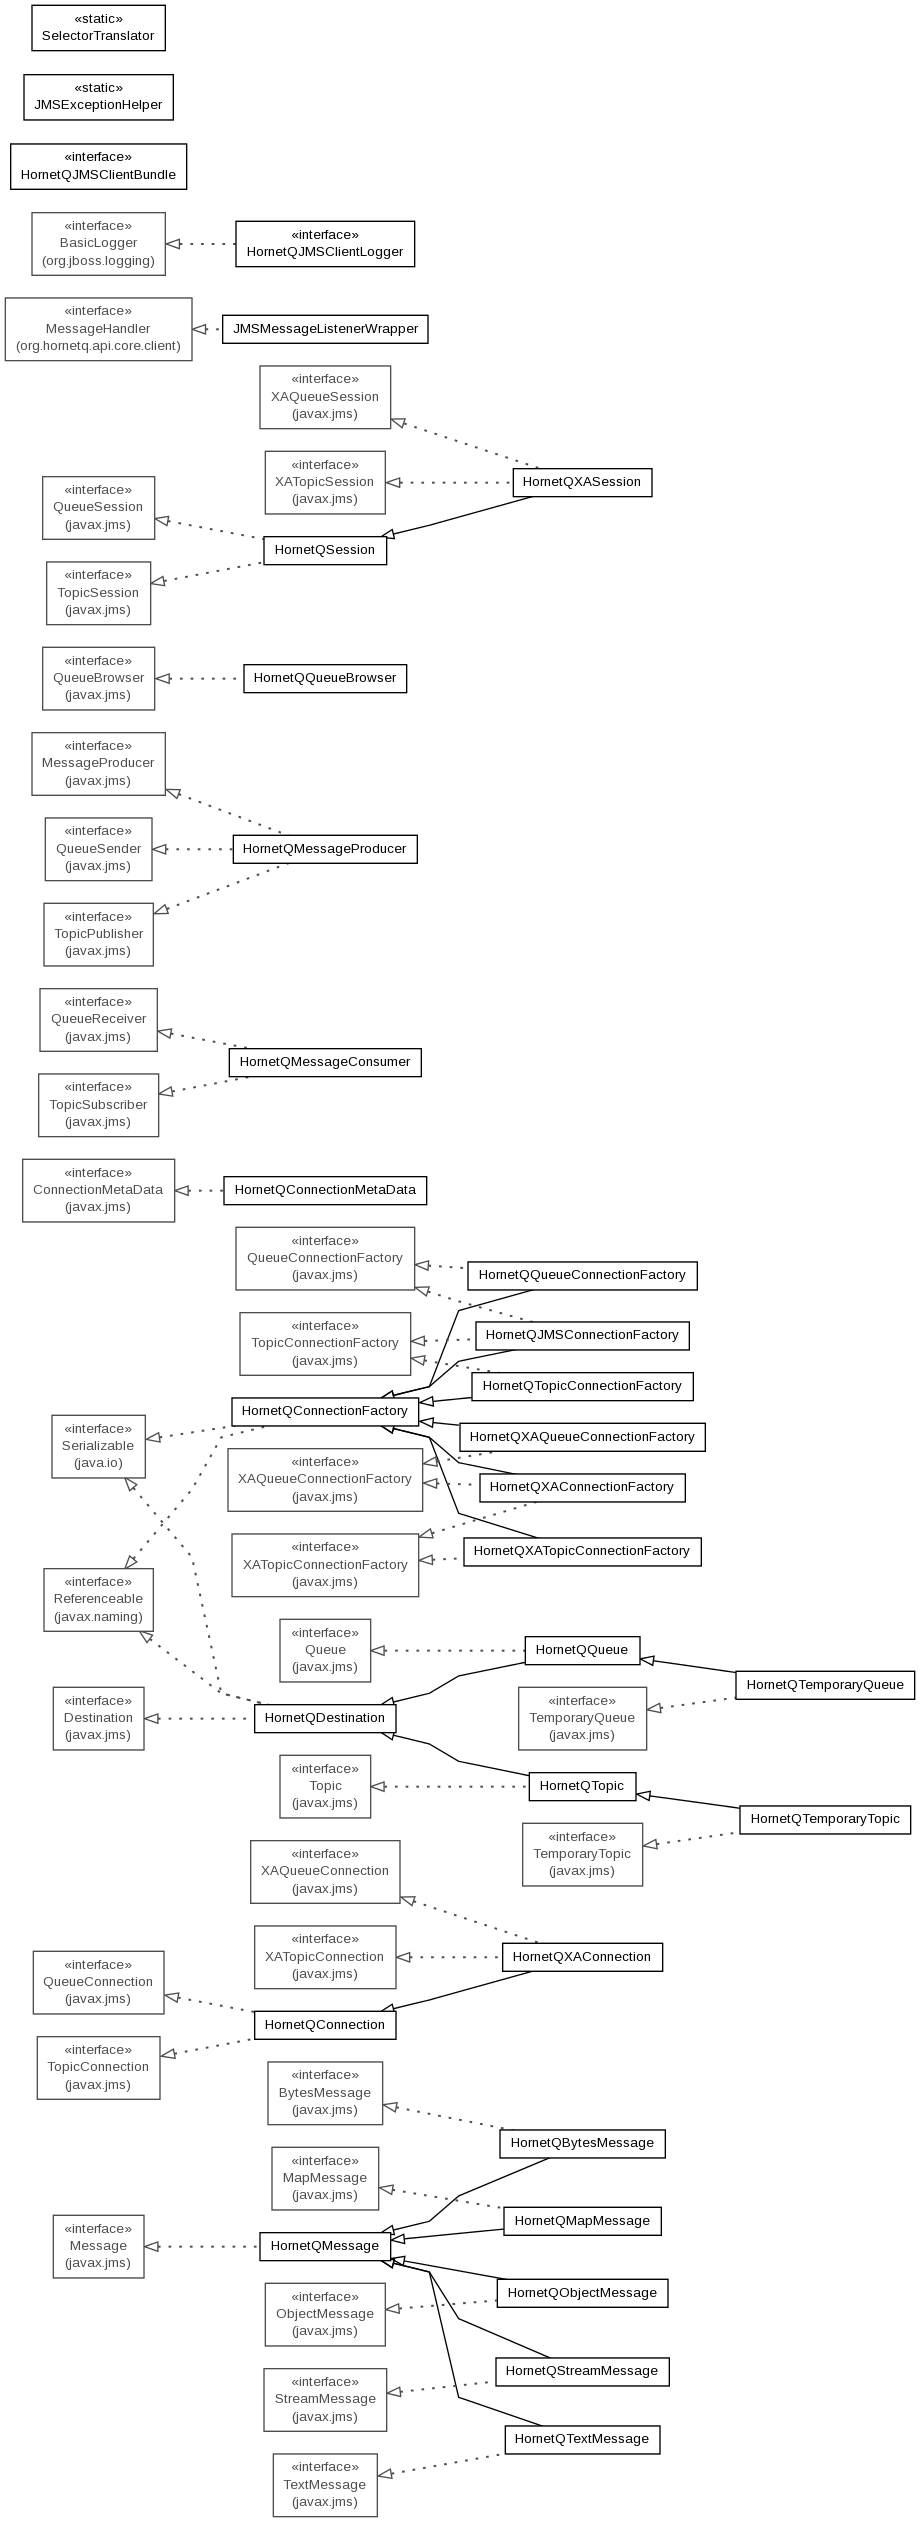 «static»
SelectorTranslator
«static»
JMSExceptionHelper
«interface»
HornetQJMSClientBundle
«interface»
BasicLogger
(org.jboss.logging)
«interface»
HornetQJMSClientLogger
«interface»
MessageHandler
(org.hornetq.api.core.client)
JMSMessageListenerWrapper
«interface»
XAQueueSession
(javax.jms)
«interface»
XATopicSession
(javax.jms)
HornetQXASession
«interface»
QueueSession
(javax.jms)
HornetQSession
«interface»
TopicSession
(javax.jms)
«interface»
QueueBrowser
(javax.jms)
HornetQQueueBrowser
«interface»
MessageProducer
(javax.jms)
«interface»
QueueSender
(javax.jms)
HornetQMessageProducer
«interface»
TopicPublisher
(javax.jms)
«interface»
QueueReceiver
(javax.jms)
HornetQMessageConsumer
«interface»
TopicSubscriber
(javax.jms)
«interface»
ConnectionMetaData
(javax.jms)
HornetQConnectionMetaData
«interface»
QueueConnectionFactory
(javax.jms)
HornetQQueueConnectionFactory
«interface»
TopicConnectionFactory
(javax.jms)
HornetQJMSConnectionFactory
HornetQTopicConnectionFactory
HornetQConnectionFactory
«interface»
Serializable
(java.io)
HornetQXAQueueConnectionFactory
«interface»
XAQueueConnectionFactory
(javax.jms)
HornetQXAConnectionFactory
«interface»
XATopicConnectionFactory
(javax.jms)
HornetQXATopicConnectionFactory
«interface»
Referenceable
(javax.naming)
«interface»
Queue
(javax.jms)
HornetQQueue
HornetQTemporaryQueue
«interface»
TemporaryQueue
(javax.jms)
«interface»
Destination
(javax.jms)
HornetQDestination
«interface»
Topic
(javax.jms)
HornetQTopic
HornetQTemporaryTopic
«interface»
TemporaryTopic
(javax.jms)
«interface»
XAQueueConnection
(javax.jms)
«interface»
XATopicConnection
(javax.jms)
HornetQXAConnection
«interface»
QueueConnection
(javax.jms)
HornetQConnection
«interface»
TopicConnection
(javax.jms)
«interface»
BytesMessage
(javax.jms)
HornetQBytesMessage
«interface»
MapMessage
(javax.jms)
HornetQMapMessage
«interface»
Message
(javax.jms)
HornetQMessage
«interface»
ObjectMessage
(javax.jms)
HornetQObjectMessage
«interface»
StreamMessage
(javax.jms)
HornetQStreamMessage
HornetQTextMessage
«interface»
TextMessage
(javax.jms)